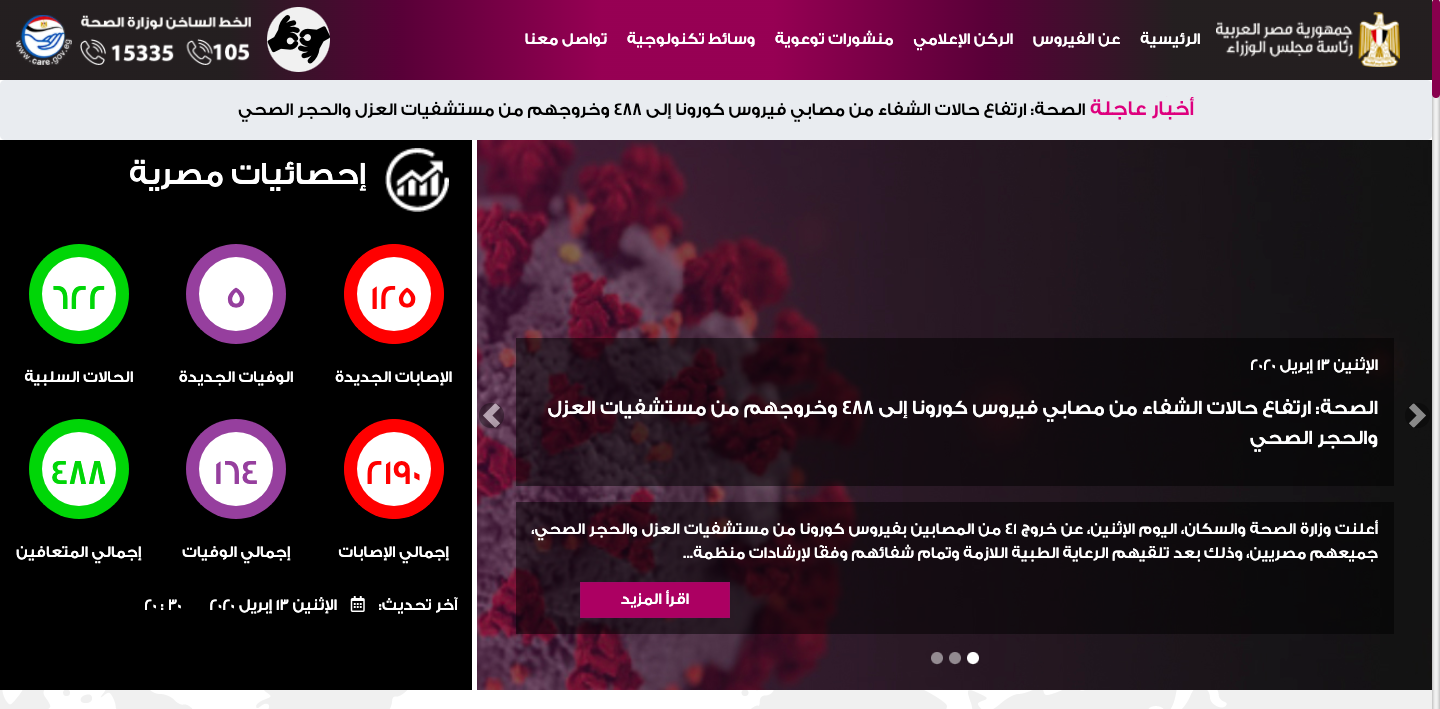 جمهورية مصر العربية
رئاسة مجلس الوزراء
الرئيسية
عن الفيروس
الركن الإعلامي
منشورات توعوية
وسائط تكنولوجية
تواصل معنا
الخط الساخن لوزارة الصحة
105
15335
www.care.gov.eg
أخبار عاجلة الصحة: ارتفاع حالات الشفاء من مصابي فيروس كورونا إلى ٤٨٨ وخروجهم من مستشفيات العزل والحجر الصحي
الإثنين ١٣ إبريل ٢٠٢٠
الصحة: ارتفاع حالات الشفاء من مصابي فيروس كورونا إلى ٤٨٨ وخروجهم من مستشفيات العزل
والحجر الصحي
أعلنت وزارة الصحة والسكان، اليوم الإثنين، عن خروج ٤١ من المصابين بفيروس كورونا من مستشفيات العزل والحجر الصحي،
جميعهم مصريين، وذلك بعد تلقيهم الرعاية الطبية اللازمة وتمام شفائهم وفقًا لإرشادات منظمة...
اقرأ المزيد
إحصائيات مصرية
١٢٥
٥
٦٢٢
الإصابات الجديدة
الوفيات الجديدة
الحالات السلبية
٢١٩٠
١٦٤
٤٨٨
إجمالي الإصابات
إجمالي الوفيات
إجمالي المتعافين
آخر تحديث: الإثنين ١٣ إبريل ٢٠٢٠ ٢٠:٣٠